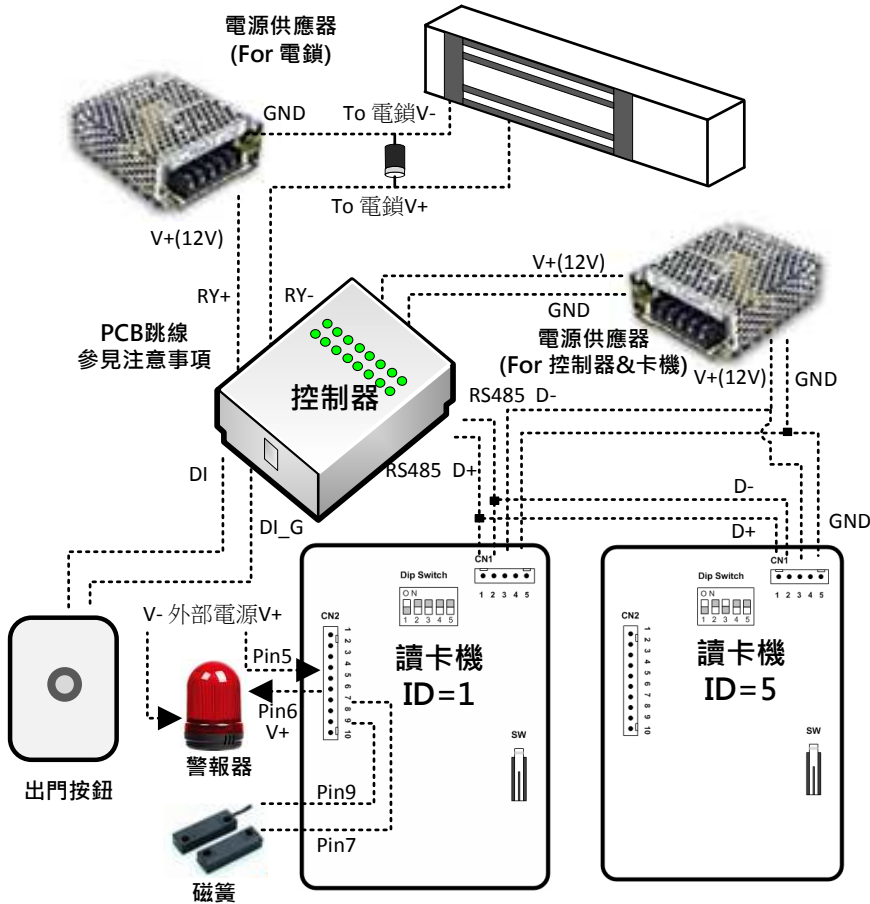 電源供應器
(For 電鎖)
GND
To 電鎖V-
To 電鎖V+
V+(12V)
V+(12V)
RY+
RY-
GND
PCB跳線
參見注意事項
電源供應器
(For 控制器&卡機)
V+(12V)
GND
控制器
RS485 D-
RS485 D+
DI
DI_G
D-
D+
GND
CN1
Dip Switch
ON
1 2 3 4 5
1 2 3 4 5
CN2
1 2 3 4 5 6 7 8 9 10
讀卡機
ID=1
SW
CN1
Dip Switch
ON
1 2 3 4 5
1 2 3 4 5
CN2
1 2 3 4 5 6 7 8 9 10
讀卡機
ID=5
SW
V- 外部電源V+
Pin5
Pin6
V+
警報器
出門按鈕
Pin9
Pin7
磁簧